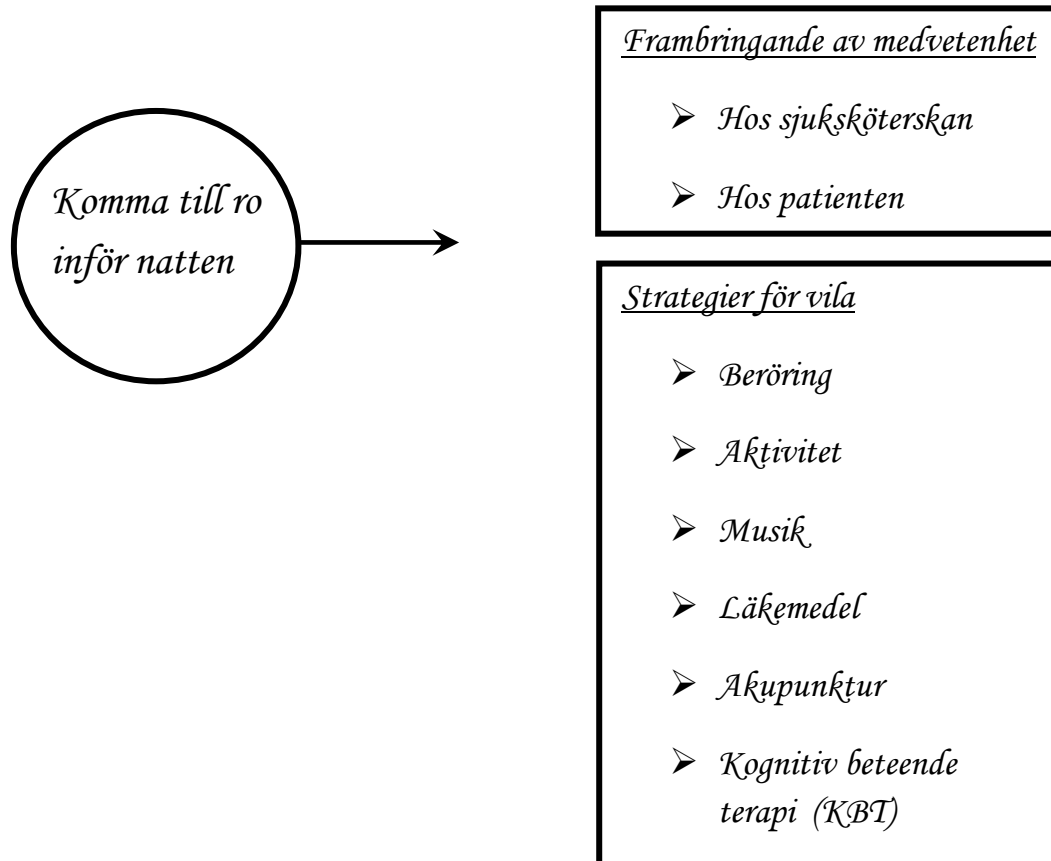 Komma till ro
inför natten
Frambringande av medvetenhet
➢ Hos sjuksköterskan
➢ Hos patienten
Strategier för vila
➢ Beröring
➢ Aktivitet
➢ Musik
➢ Läkemedel
➢ Akupunktur
➢ Kognitiv beteende
terapi (KBT)